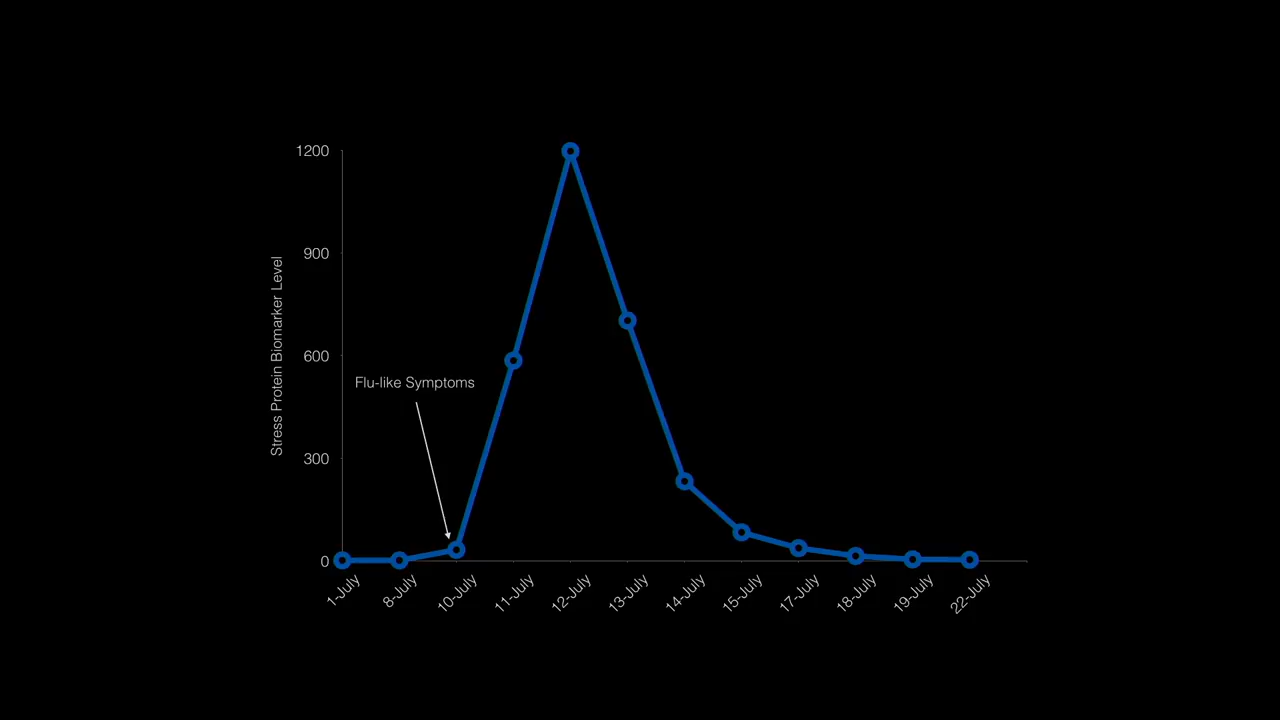 1200
900
600
300
0
Stress Protein Biomarker Level
Flu-like Symptoms
1-July
8-July
10-July
11-July
12-July
13-July
14-July
15-July
17-July
18-July
19-July
22-July